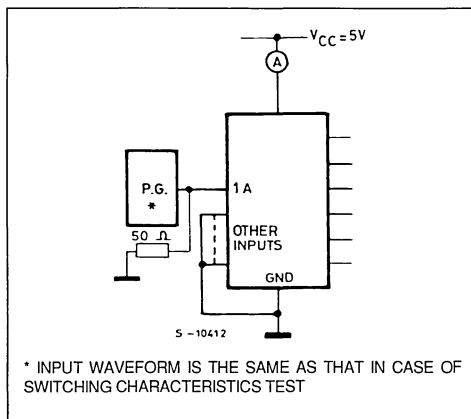 V CC = 5V
A
P.G.
*
1A
50 Ω
OTHER
INPUTS
GND
S-10412
* INPUT WAVEFORM IS THE SAME AS THAT IN CASE OF
SWITCHING CHARACTERISTICS TEST